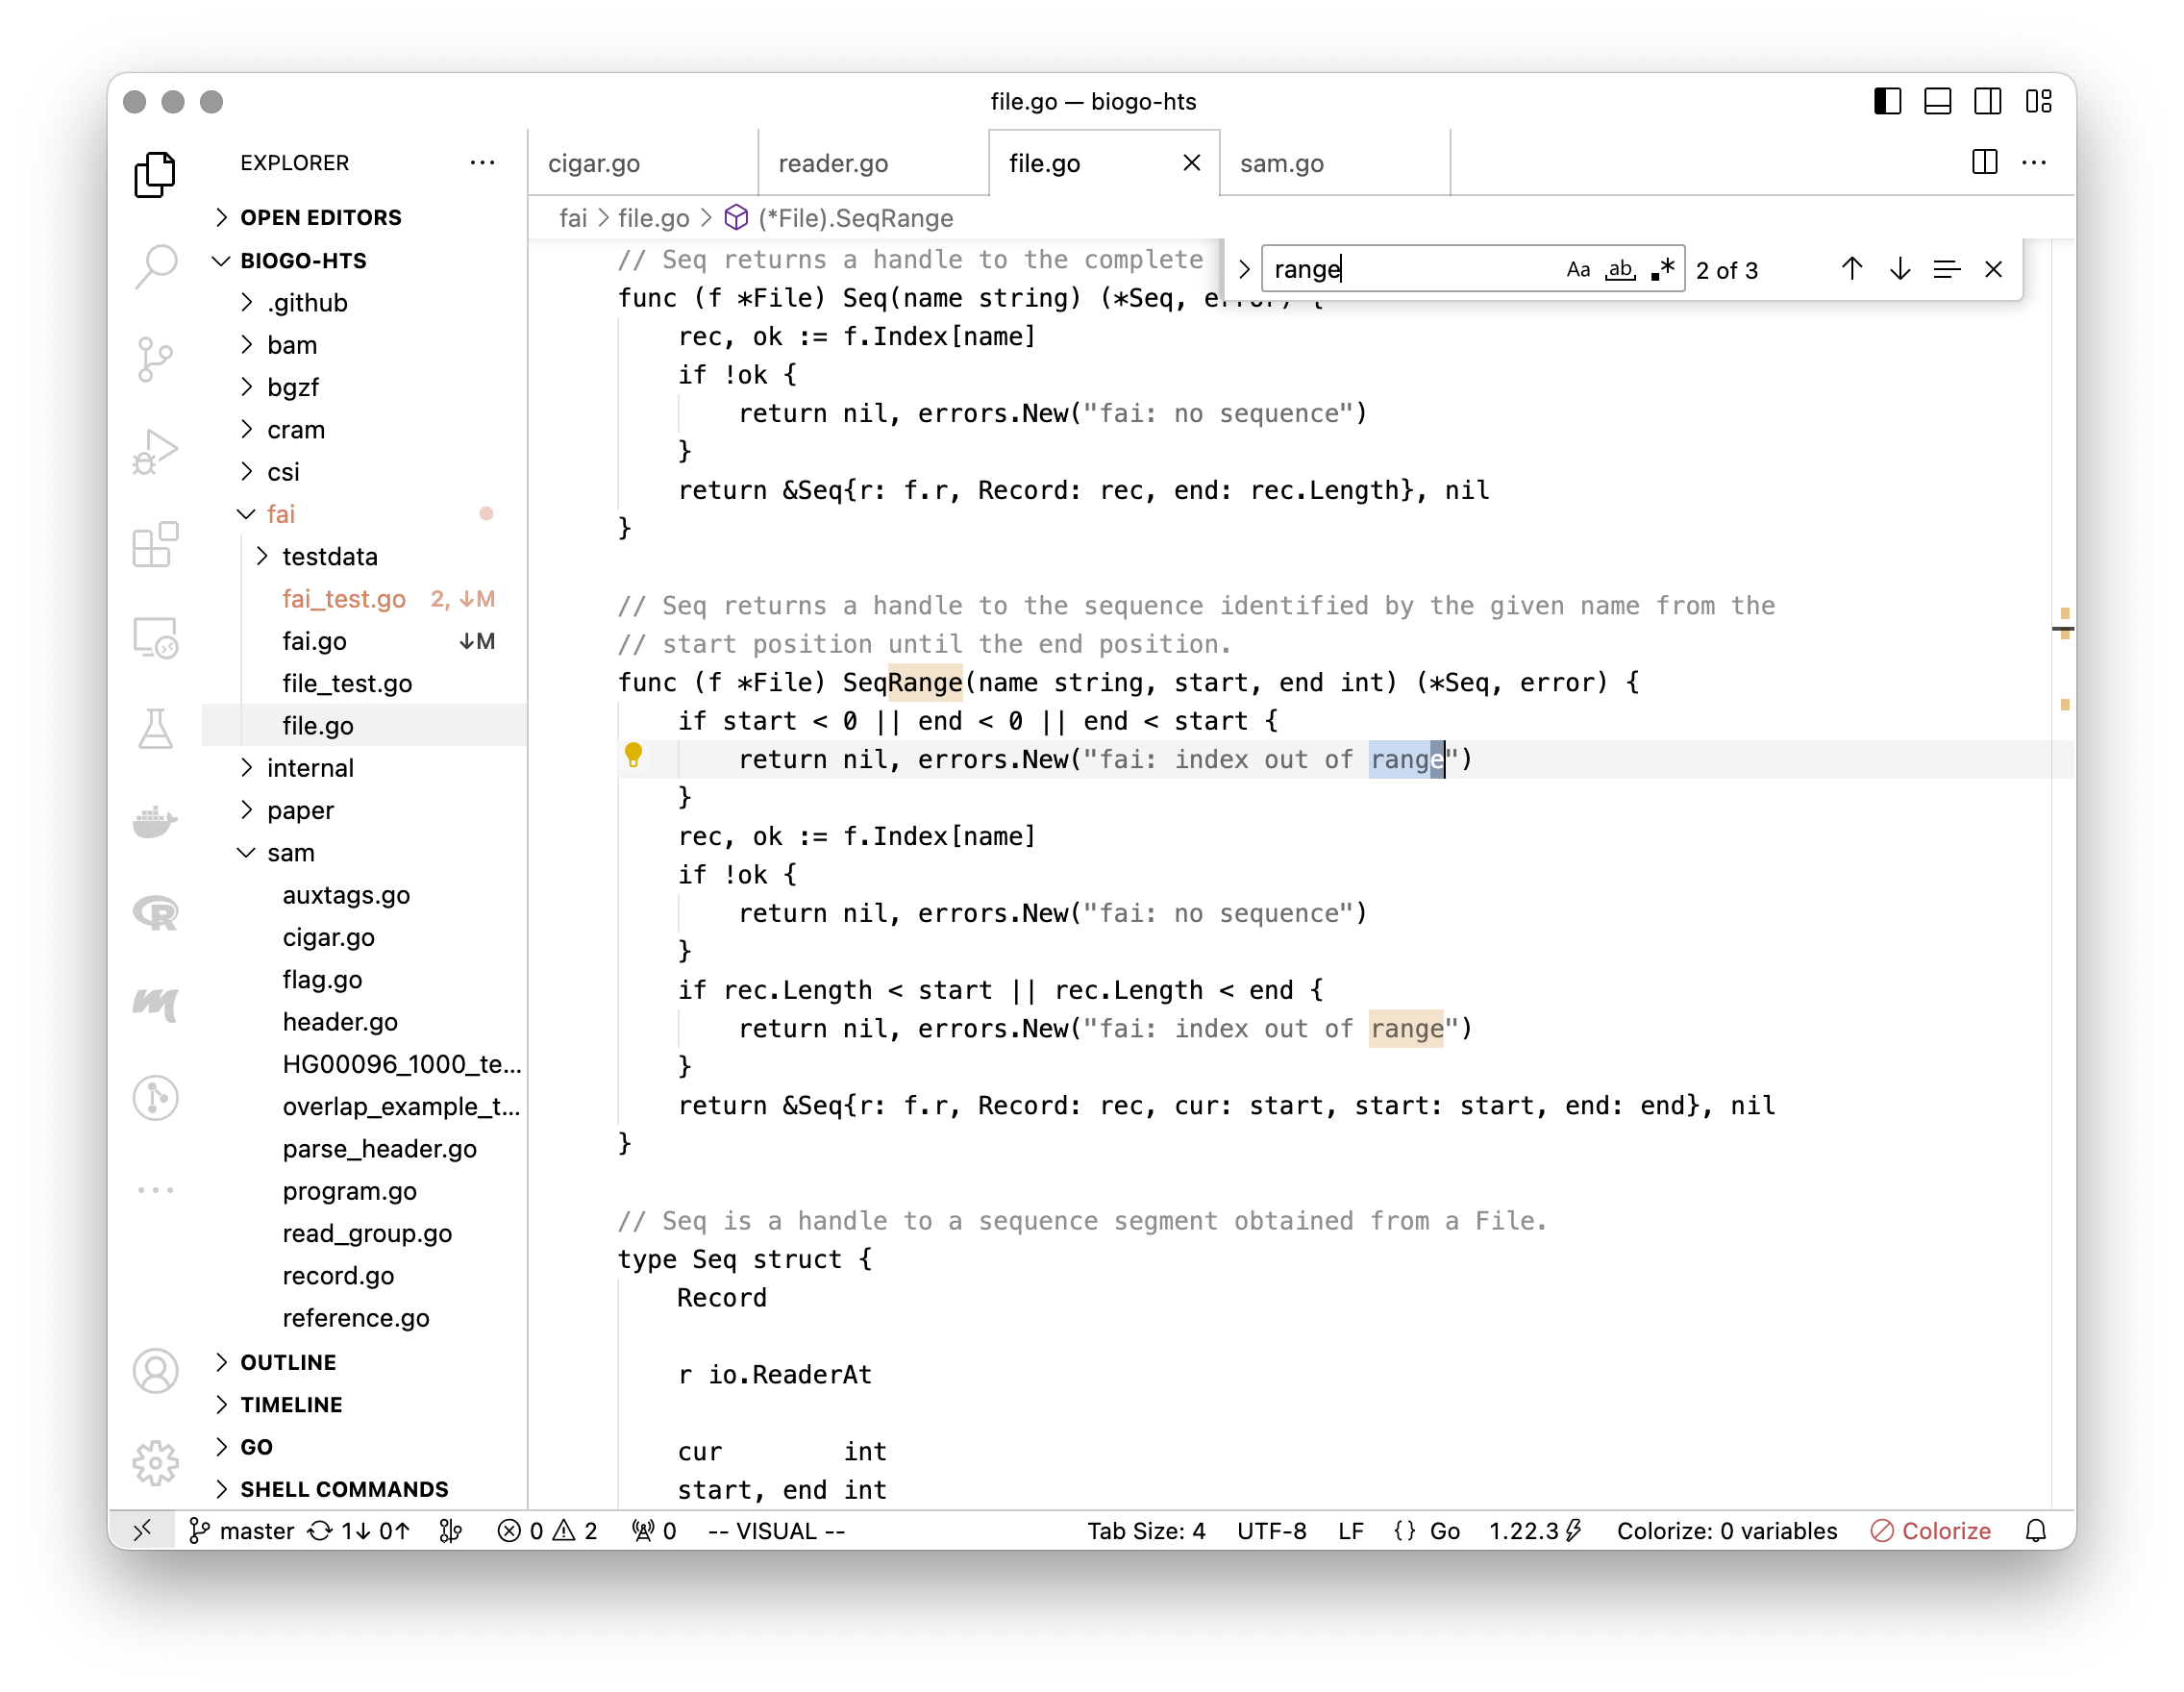 file.go — biogo-hts
EXPLORER
OPEN EDITORS
BIOGO-HTS
.github
bam
bgzf
cram
csi
fai
testdata
fai_test.go 2, ↓M
fai.go ↓M
file_test.go
file.go
internal
paper
sam
auxtags.go
cigar.go
flag.go
header.go
HG00096_1000_te...
overlap_example_t...
parse_header.go
program.go
read_group.go
record.go
reference.go
OUTLINE
TIMELINE
GO
SHELL COMMANDS
cigar.go reader.go file.go sam.go
fai > file.go > (*File).SeqRange
range Aa ab .* 2 of 3
// Seq returns a handle to the complete
func (f *File) Seq(name string) (*Seq, error) {
rec, ok := f.Index[name]
if !ok {
return nil, errors.New("fai: no sequence")
}
return &Seq{r: f.r, Record: rec, end: rec.Length}, nil
}
// Seq returns a handle to the sequence identified by the given name from the
// start position until the end position.
func (f *File) SeqRange(name string, start, end int) (*Seq, error) {
if start < 0 || end < 0 || end < start {
return nil, errors.New("fai: index out of range")
}
rec, ok := f.Index[name]
if !ok {
return nil, errors.New("fai: no sequence")
}
if rec.Length < start || rec.Length < end {
return nil, errors.New("fai: index out of range")
}
return &Seq{r: f.r, Record: rec, cur: start, start: start, end: end}, nil
}
// Seq is a handle to a sequence segment obtained from a File.
type Seq struct {
Record
r io.ReaderAt
cur int
start, end int
master 1↓ 0↑ 0 2 0 -- VISUAL -- Tab Size: 4 UTF-8 LF {} Go 1.22.3 Colorize: 0 variables Colorize